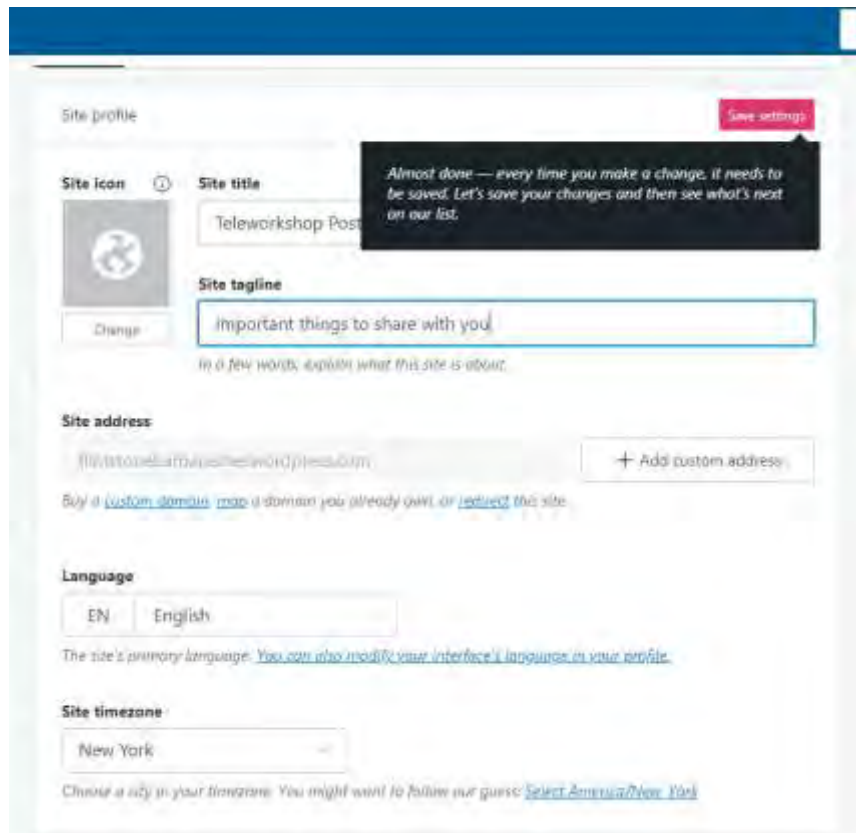 Site profile
Save settings
Almost done — every time you make a change, it needs to
be saved. Let's save your changes and then see what's next
on our list.
Site icon
Site title
Teleworkshop Post
Site tagline
Important things to share with you
Change
In a few words, explain what this site is about.
Site address
+ Add custom address
Buy a custom domain, map a domain you already own, or redirect this site.
Language
EN English
The site's primary language. You can also modify your interface's language in your profile.
Site timezone
New York
Choose a city in your timezone. You might want to follow our guess: Select America/New York